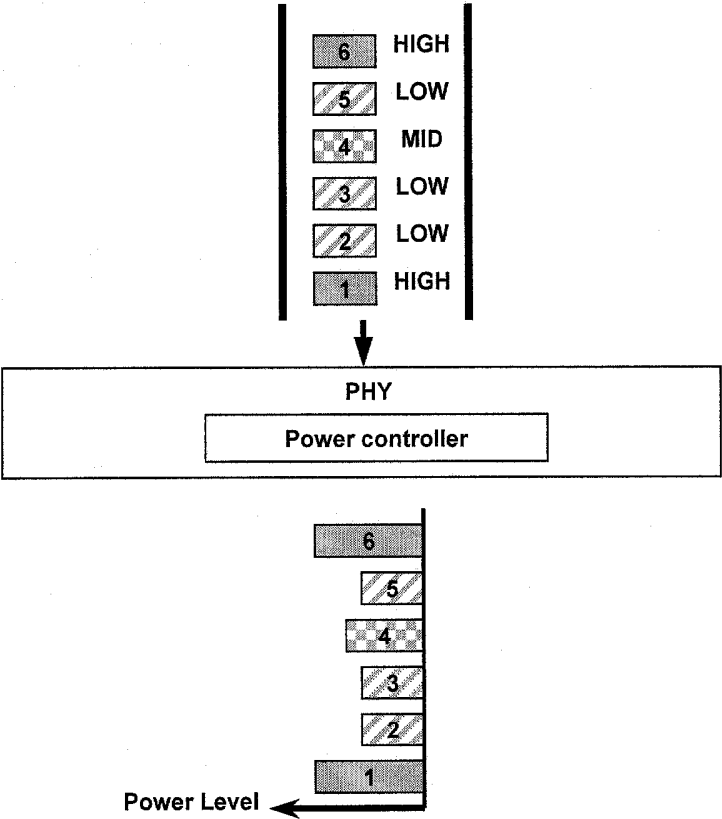 6 HIGH
5 LOW
4 MID
3 LOW
2 LOW
1 HIGH
PHY
Power controller
6
5
4
3
2
1
Power Level